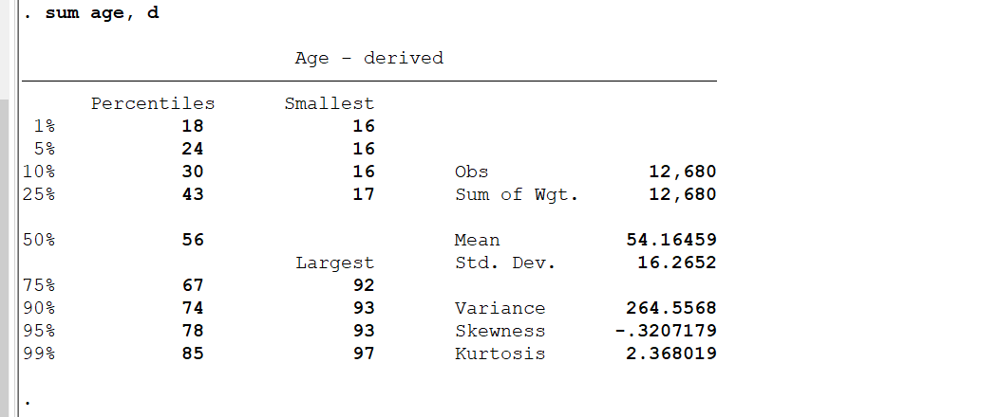 . sum age, d
Age - derived
Percentiles Smallest
1% 18 16
5% 24 16
10% 30 16 Obs 12,680
25% 43 17 Sum of Wgt. 12,680
50% 56 Mean 54.16459
Largest Std. Dev. 16.2652
75% 67 92
90% 74 93 Variance 264.5568
95% 78 93 Skewness -.3207179
99% 85 97 Kurtosis 2.368019
.